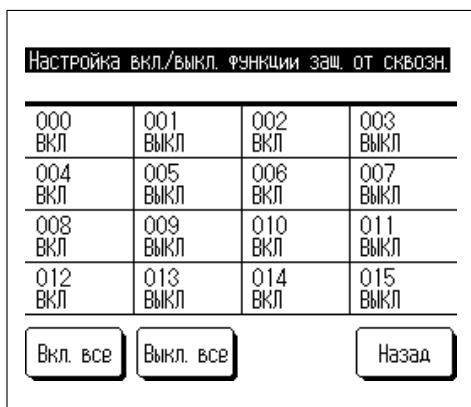 Настройка вкл./выкл. функции защ. от сквозн.
000 001 002 003
ВКЛ ВЫКЛ ВКЛ ВЫКЛ
004 005 006 007
ВКЛ ВЫКЛ ВКЛ ВЫКЛ
008 009 010 011
ВКЛ ВЫКЛ ВКЛ ВЫКЛ
012 013 014 015
ВКЛ ВЫКЛ ВКЛ ВЫКЛ
Вкл. все Выкл. все Назад